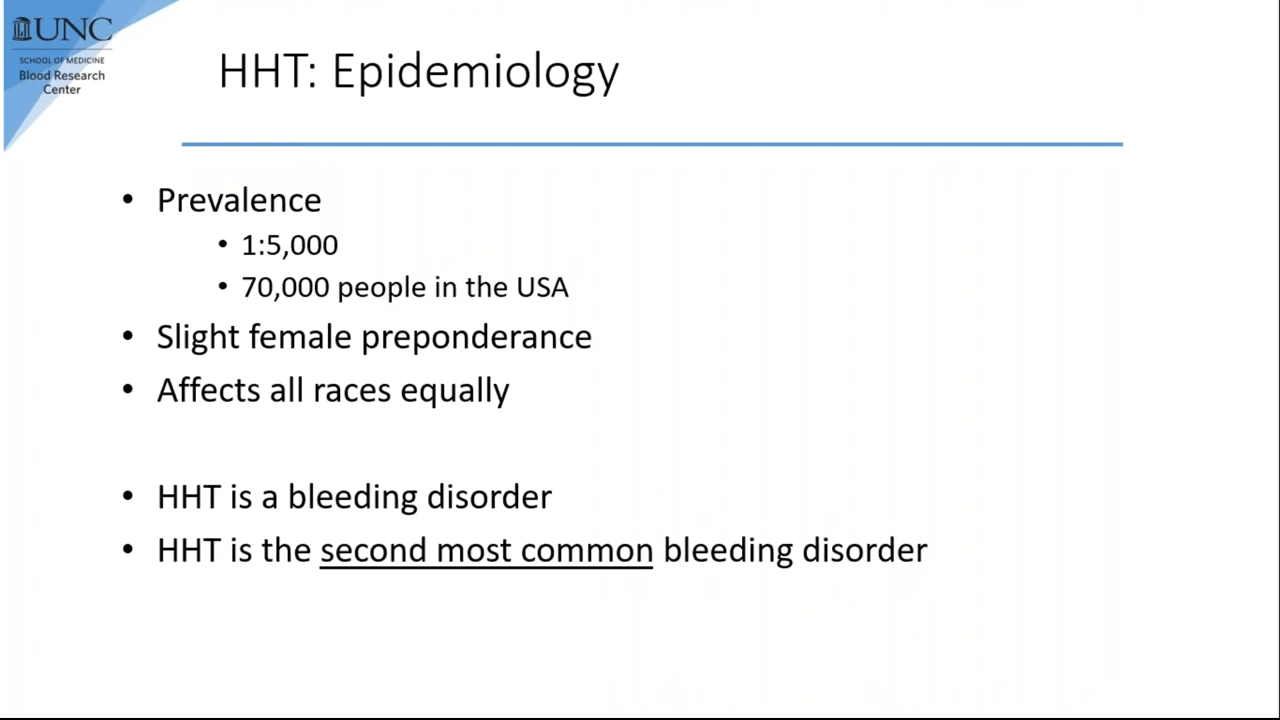 UNC
SCHOOL OF MEDICINE
Blood Research
Center
HHT: Epidemiology
• Prevalence
• 1:5,000
• 70,000 people in the USA
• Slight female preponderance
• Affects all races equally
• HHT is a bleeding disorder
• HHT is the second most common bleeding disorder